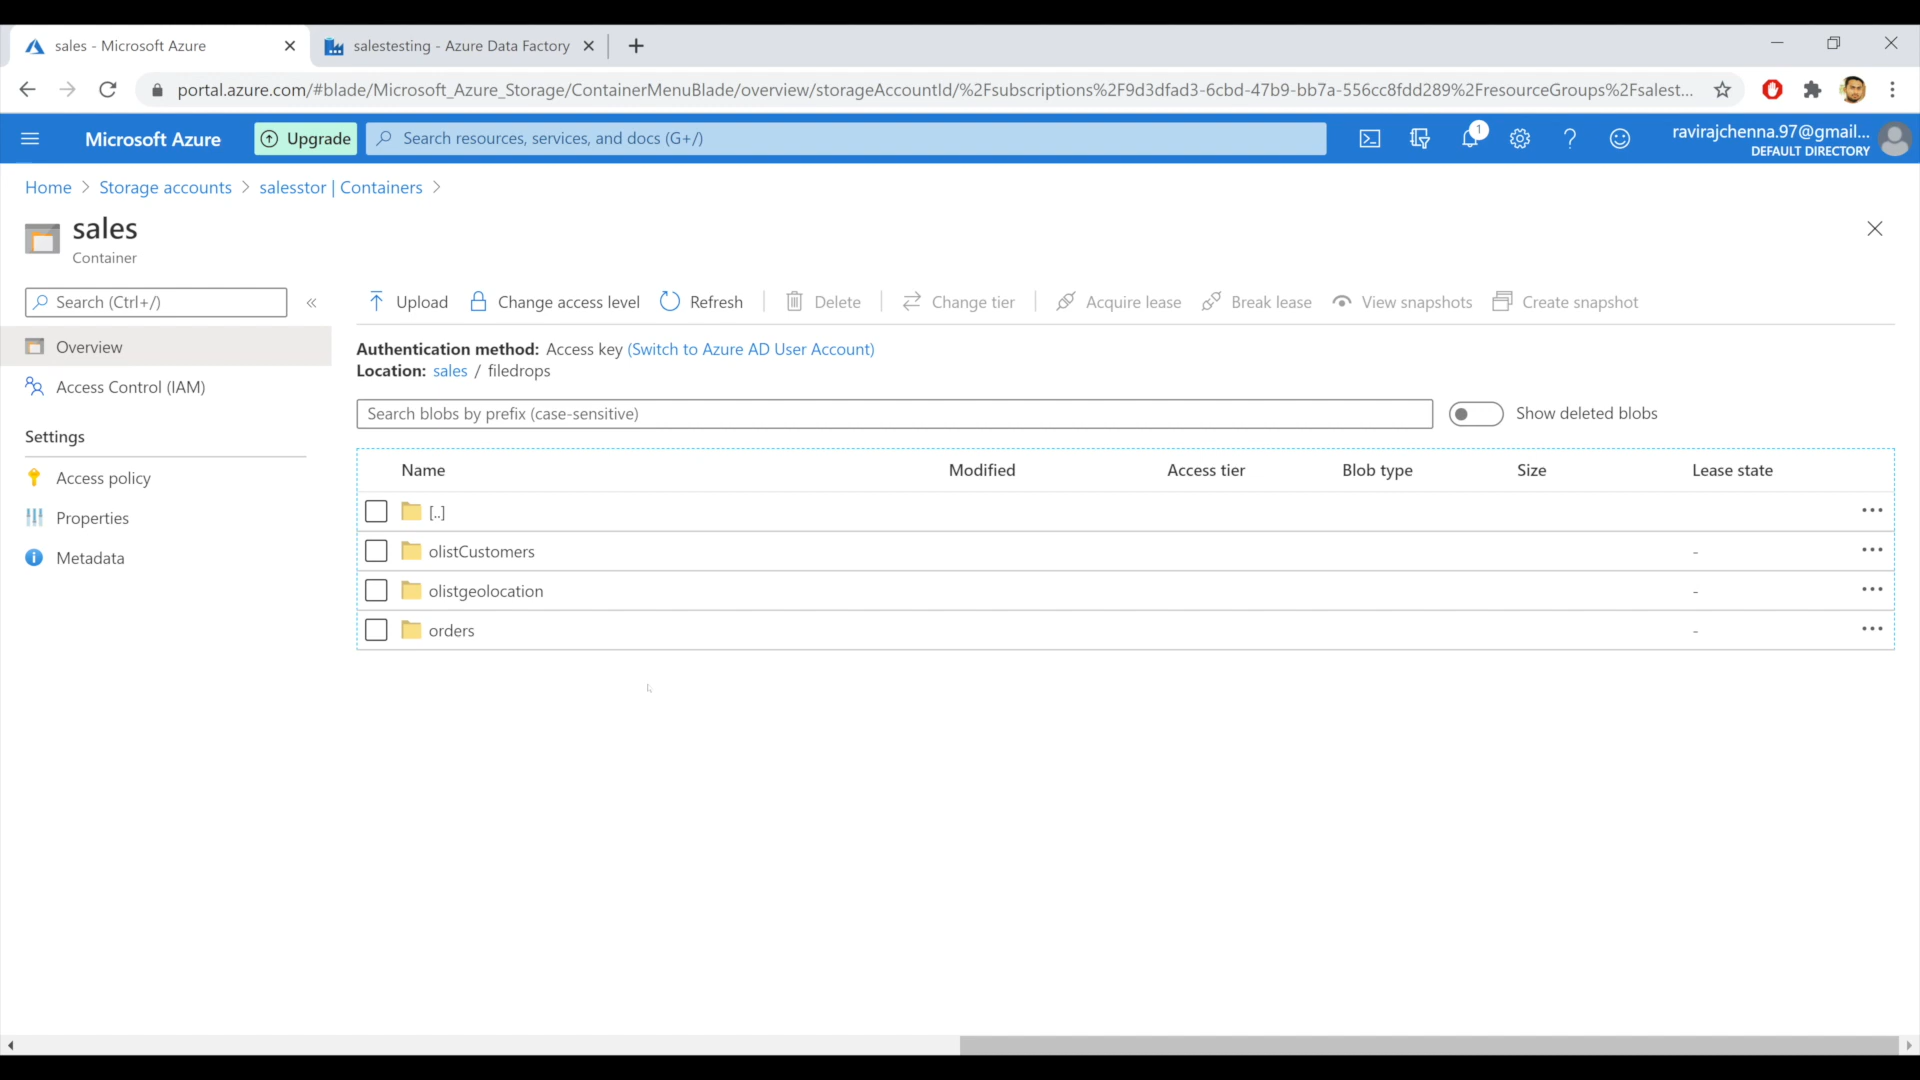 sales - Microsoft Azure
salestesting - Azure Data Factory
portal.azure.com/#blade/Microsoft_Azure_Storage/ContainerMenuBlade/overview/storageAccountId/%2Fsubscriptions%2F9d3dfad3-6cbd-47b9-bb7a-556cc8fdd289%2FresourceGroups%2Fsalest...
Microsoft Azure
Upgrade
Search resources, services, and docs (G+/)
1
ravirajchenna.97@gmail...
DEFAULT DIRECTORY
Home > Storage accounts > salesstor | Containers >
sales
Container
Search (Ctrl+/)
«
Upload
Change access level
Refresh
Delete
Change tier
Acquire lease
Break lease
View snapshots
Create snapshot
Overview
Access Control (IAM)
Settings
Access policy
Properties
Metadata
Authentication method: Access key (Switch to Azure AD User Account)
Location: sales / filedrops
Search blobs by prefix (case-sensitive)
Show deleted blobs
Name Modified Access tier Blob type Size Lease state
[..] ...
olistCustomers - ...
olistgeolocation - ...
orders - ...